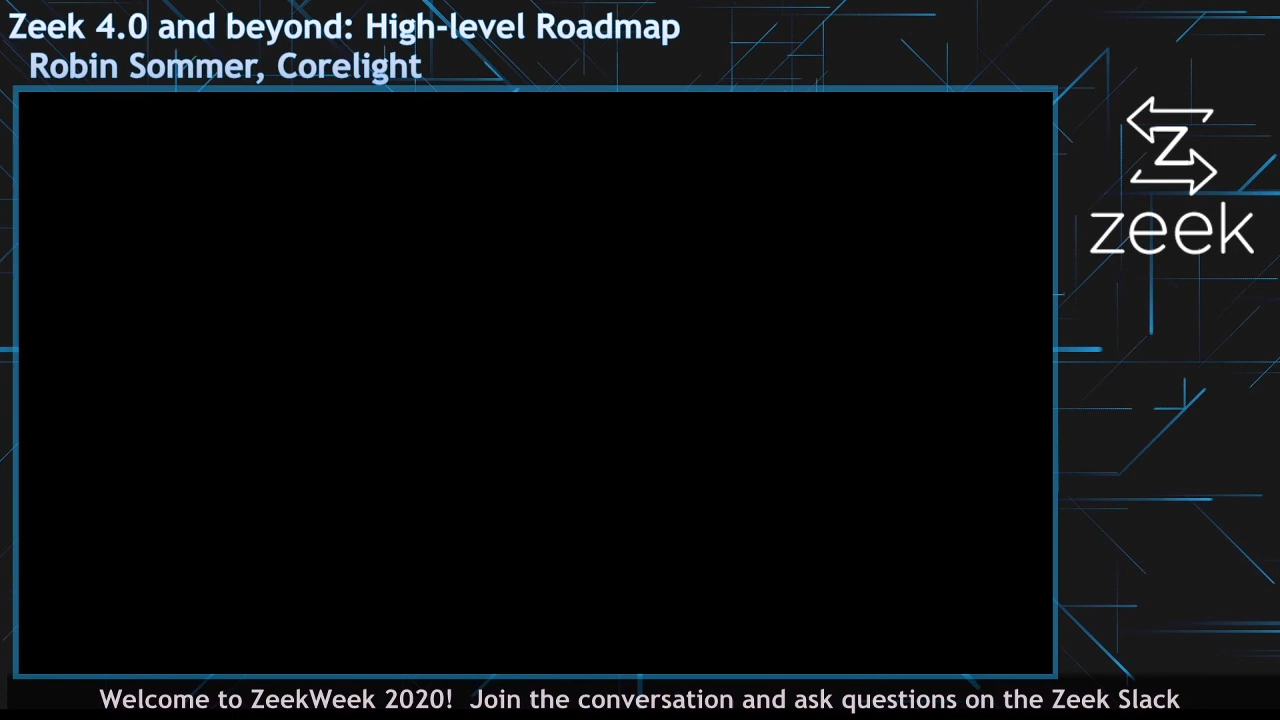 Zeek 4.0 and beyond: High-level Roadmap
Robin Sommer, Corelight
Z
zeek
Welcome to ZeekWeek 2020! Join the conversation and ask questions on the Zeek Slack